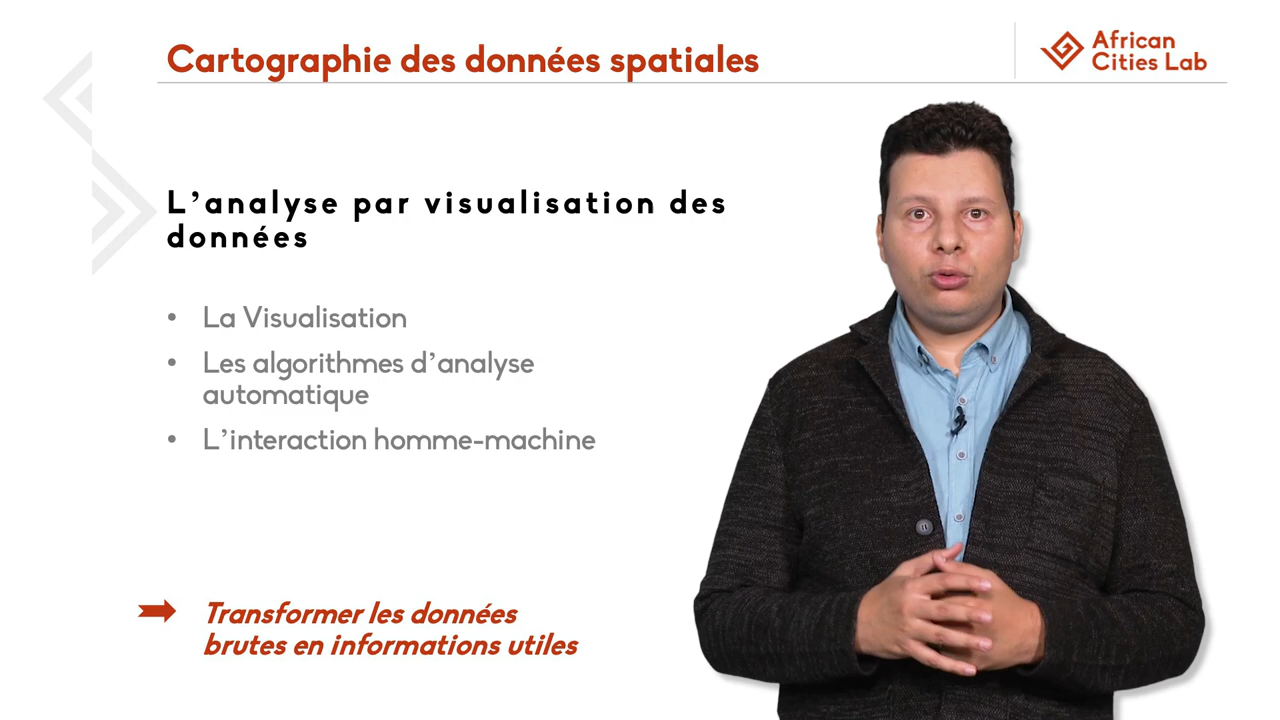 Cartographie des données spatiales
African
Cities Lab
L’analyse par visualisation des
données
• La Visualisation
• Les algorithmes d’analyse
automatique
• L’interaction homme-machine
Transformer les données
brutes en informations utiles